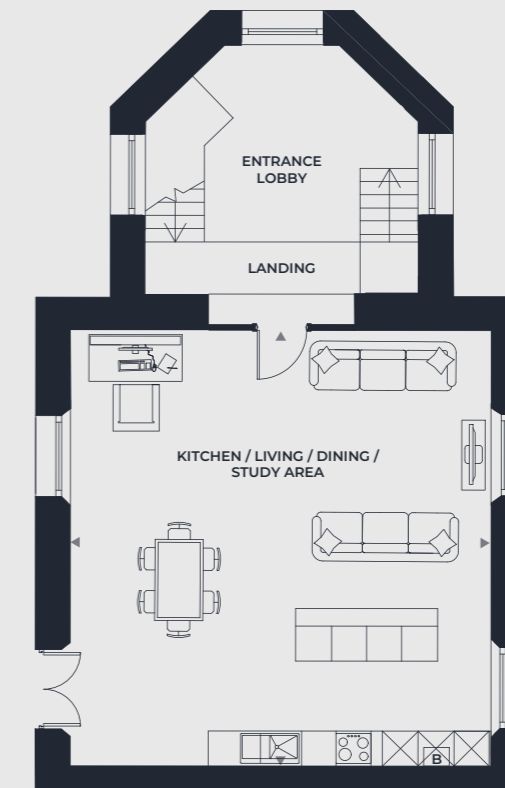 ENTRANCE
LOBBY
LANDING
KITCHEN / LIVING / DINING /
STUDY AREA
B